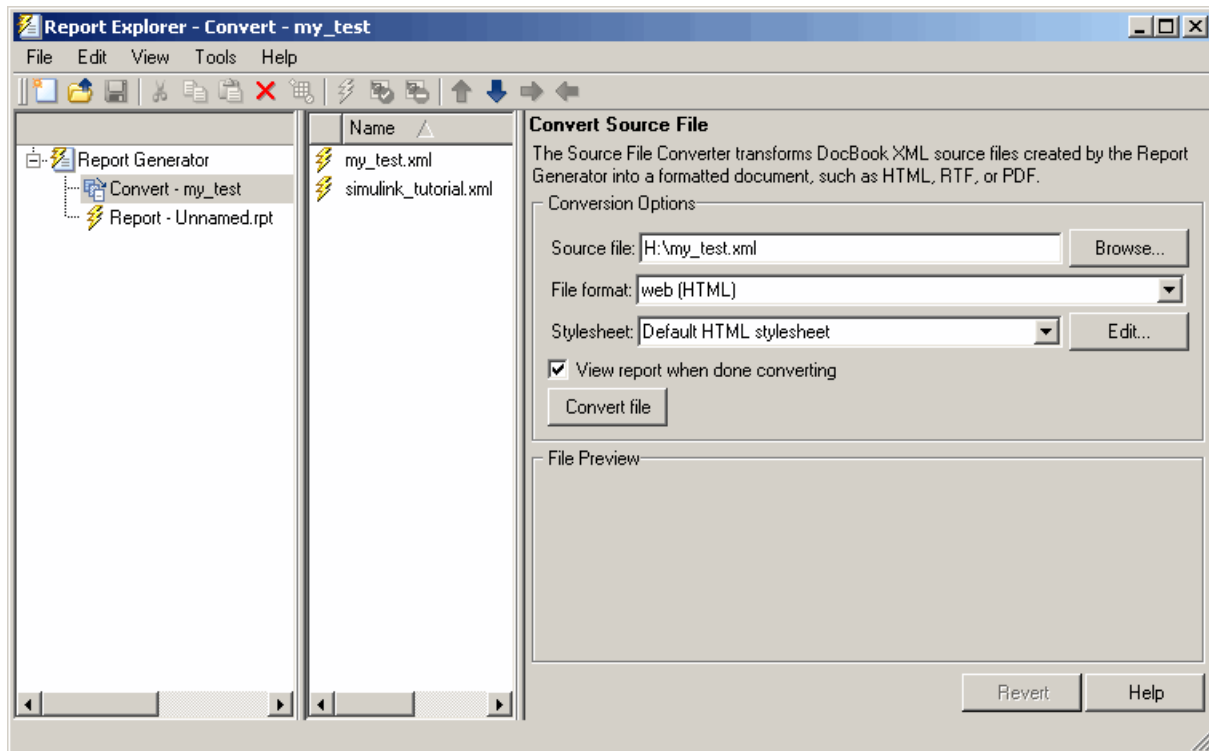 Report Explorer - Convert - my_test
File Edit View Tools Help
Report Generator
Convert - my_test
Report - Unnamed.rpt
Name
my_test.xml
simulink_tutorial.xml
Convert Source File
The Source File Converter transforms DocBook XML source files created by the Report
Generator into a formatted document, such as HTML, RTF, or PDF.
Conversion Options
Source file: H:\my_test.xml Browse...
File format: web (HTML)
Stylesheet: Default HTML stylesheet Edit...
View report when done converting
Convert file
File Preview
Revert Help